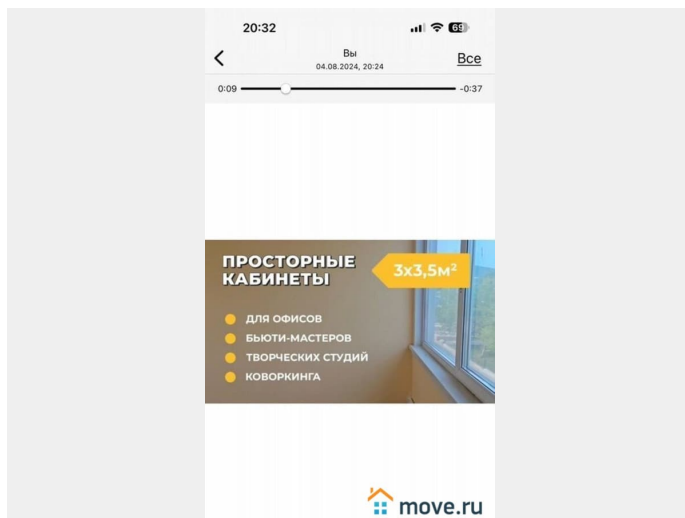 20:32
69
Вы
Все
04.08.2024, 20:24
0:09
-0:37
ПРОСТОРНЫЕ
КАБИНЕТЫ
3х3,5м²
ДЛЯ ОФИСОВ
БЬЮТИ-МАСТЕРОВ
ТВОРЧЕСКИХ СТУДИЙ
КОВОРКИНГА
move.ru